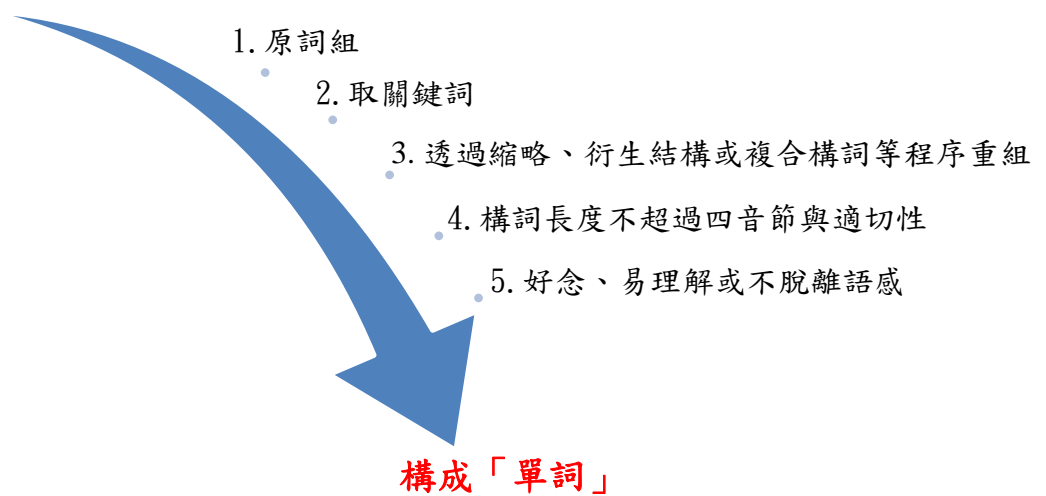 1.原詞組
2.取關鍵詞
3.透過縮略、衍生結構或複合構詞等程序重組
4.構詞長度不超過四音節與適切性
5.好念、易理解或不脫離語感
構成「單詞」